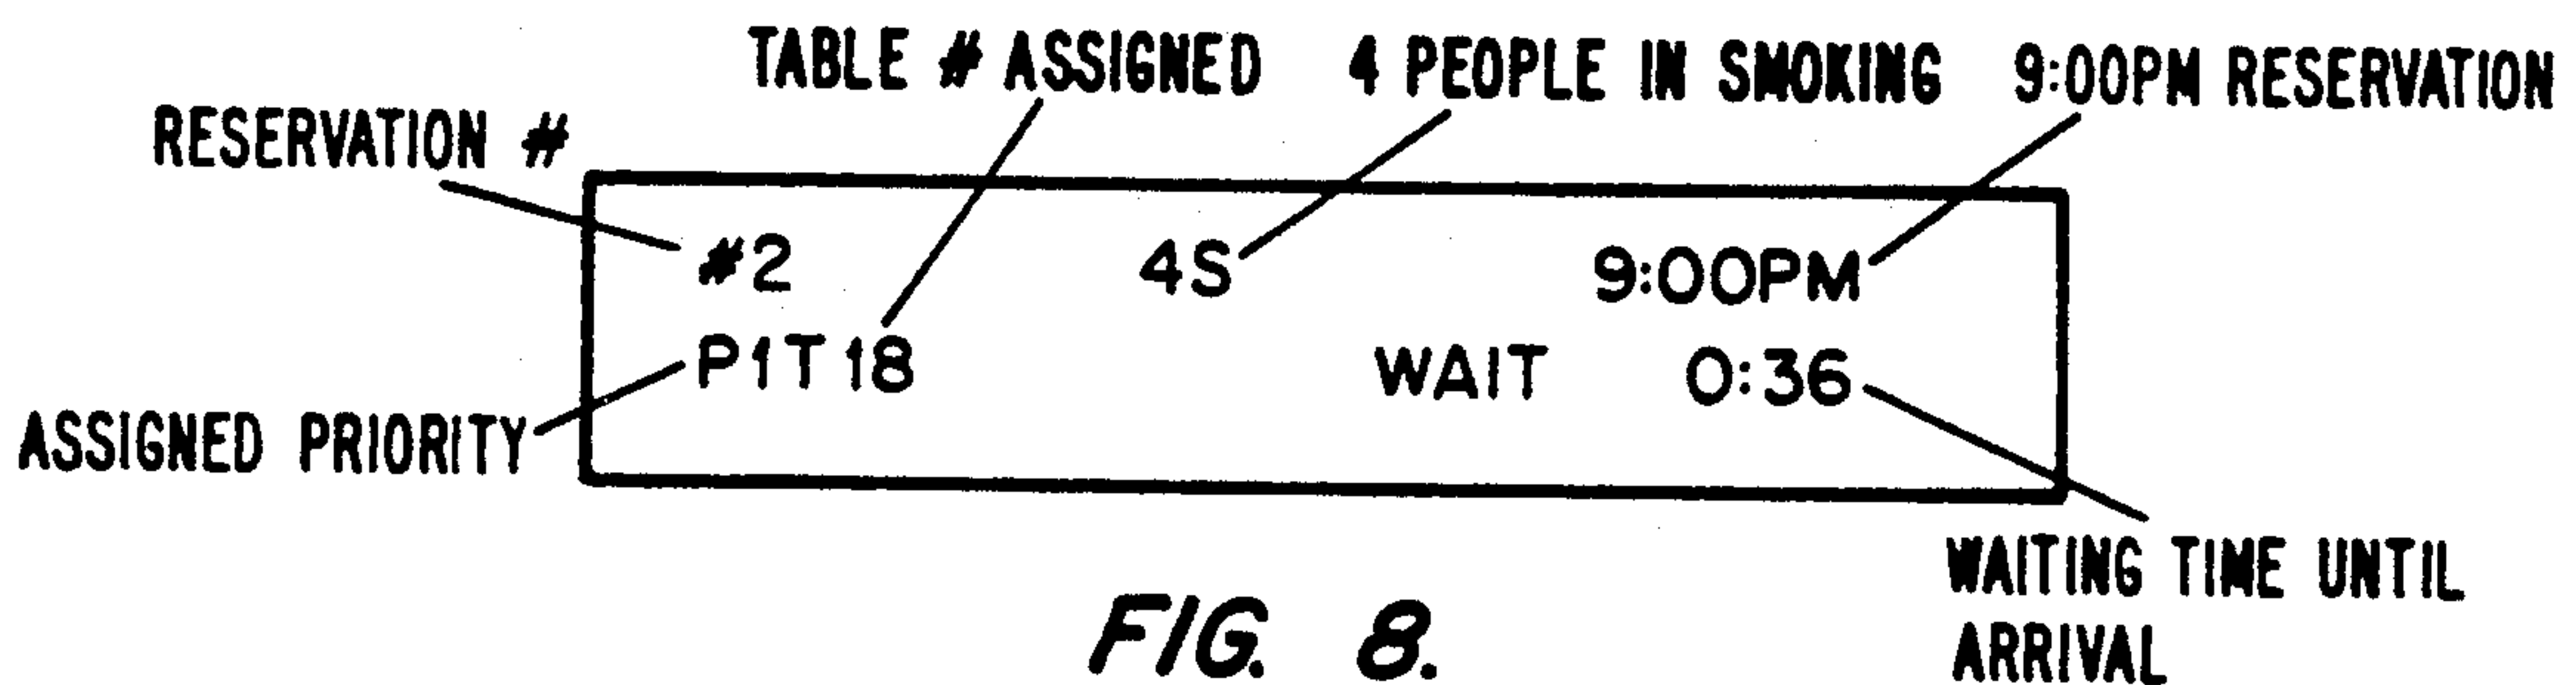 TABLE # ASSIGNED 4 PEOPLE IN SMOKING 9:00PM RESERVATION
RESERVATION #
#2 4S 9:00PM
P1T18 WAIT 0:36
ASSIGNED PRIORITY
WAITING TIME UNTIL
ARRIVAL
FIG. 8.